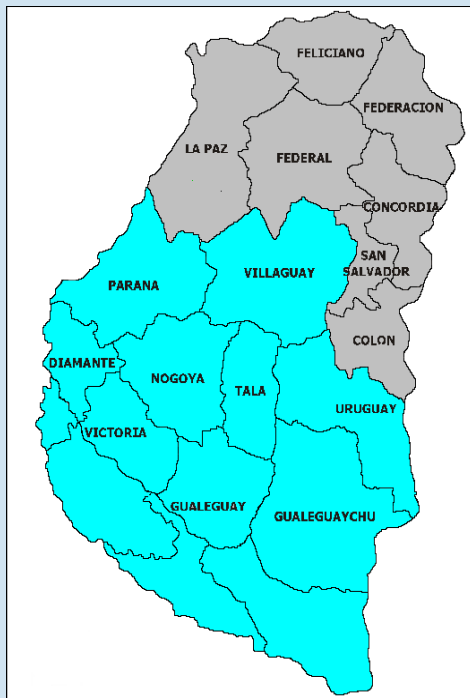 FELICIANO
FEDERACION
LA PAZ
FEDERAL
CONCORDIA
SAN
SALVADOR
VILLAGUAY
PARANA
COLON
DIAMANTE
NOGOYA
TALA
URUGUAY
VICTORIA
GUALEGUAY
GUALEGUAYCHU